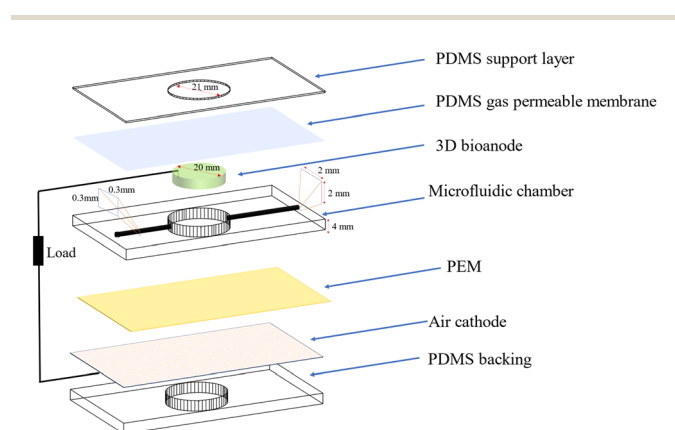 PDMS support layer
21 mm
PDMS gas permeable membrane
3D bioanode
20 mm
2 mm
Microfluidic chamber
0.3mm
0.3mm
2 mm
4 mm
Load
PEM
Air cathode
PDMS backing